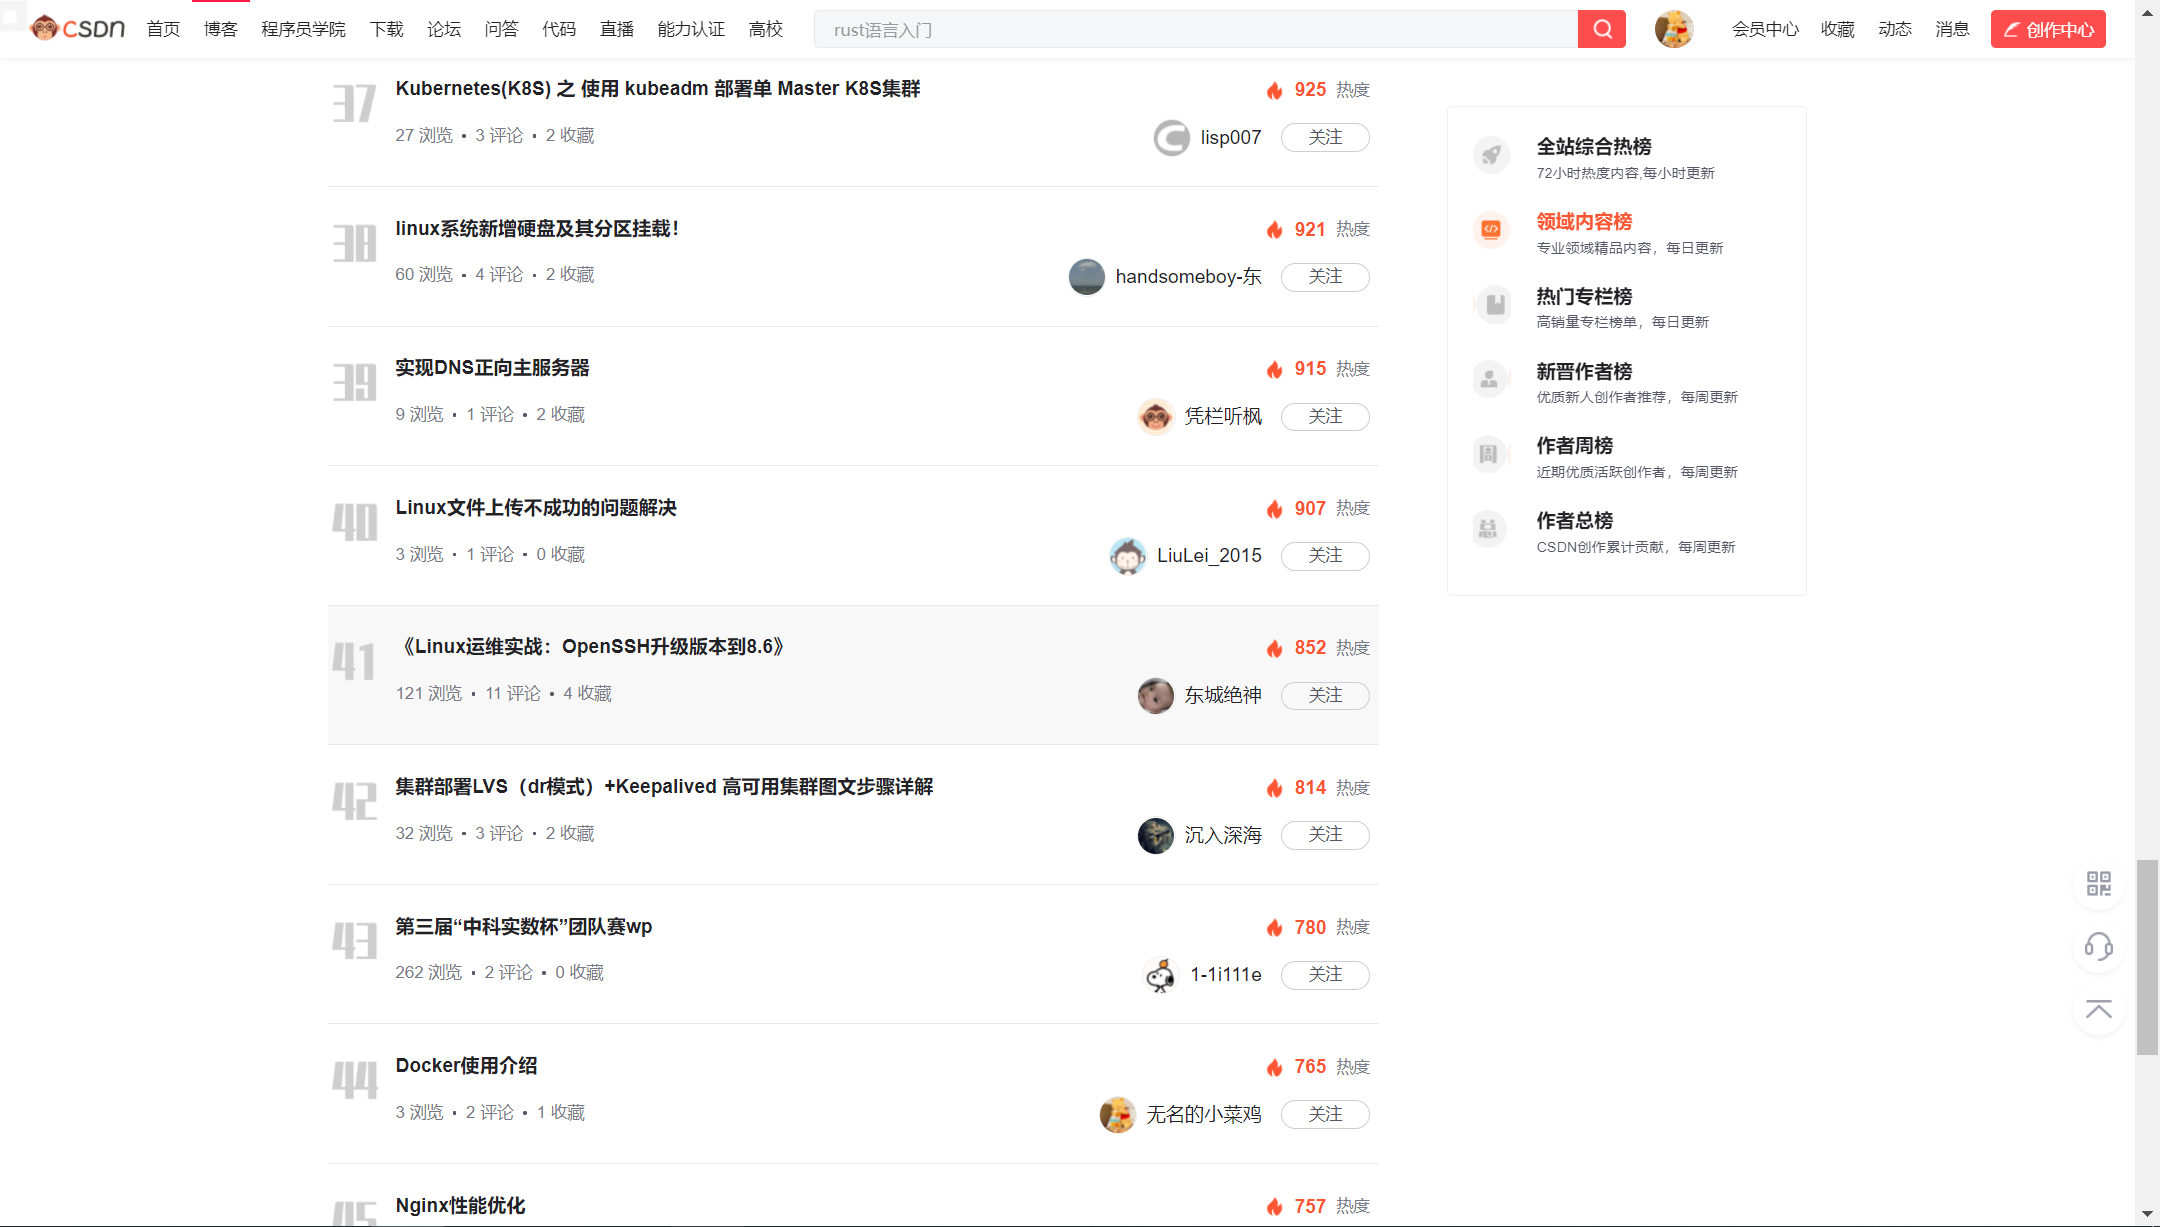 CSDN 首页 博客 程序员学院 下载 论坛 问答 代码 直播 能力认证 高校 rust语言入门 会员中心 收藏 动态 消息 创作中心
37 Kubernetes(K8S) 之 使用 kubeadm 部署单 Master K8S集群 925 热度
27 浏览 • 3 评论 • 2 收藏 lisp007 关注
38 linux系统新增硬盘及其分区挂载！ 921 热度
60 浏览 • 4 评论 • 2 收藏 handsomeboy-东 关注
39 实现DNS正向主服务器 915 热度
9 浏览 • 1 评论 • 2 收藏 凭栏听枫 关注
40 Linux文件上传不成功的问题解决 907 热度
3 浏览 • 1 评论 • 0 收藏 LiuLei_2015 关注
41 《Linux运维实战：OpenSSH升级版本到8.6》 852 热度
121 浏览 • 11 评论 • 4 收藏 东城绝神 关注
42 集群部署LVS（dr模式）+Keepalived 高可用集群图文步骤详解 814 热度
32 浏览 • 3 评论 • 2 收藏 沉入深海 关注
43 第三届“中科实数杯”团队赛wp 780 热度
262 浏览 • 2 评论 • 0 收藏 1-1i111e 关注
44 Docker使用介绍 765 热度
3 浏览 • 2 评论 • 1 收藏 无名的小菜鸡 关注
45 Nginx性能优化 757 热度
全站综合热榜
72小时热度内容,每小时更新
领域内容榜
专业领域精品内容，每日更新
热门专栏榜
高销量专栏榜单，每日更新
新晋作者榜
优质新人创作者推荐，每周更新
作者周榜
近期优质活跃创作者，每周更新
作者总榜
CSDN创作累计贡献，每周更新